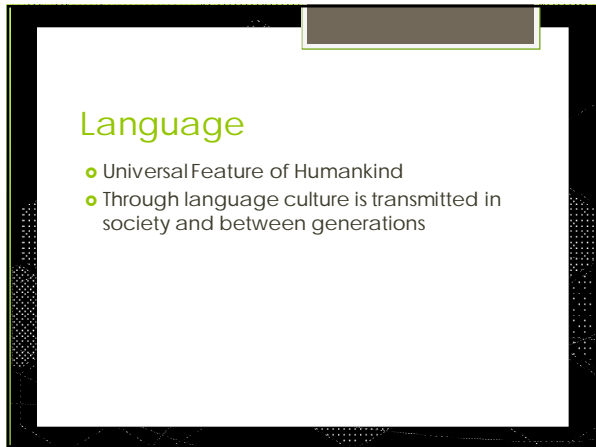 Language
Universal Feature of Humankind
Through language culture is transmitted in
society and between generations